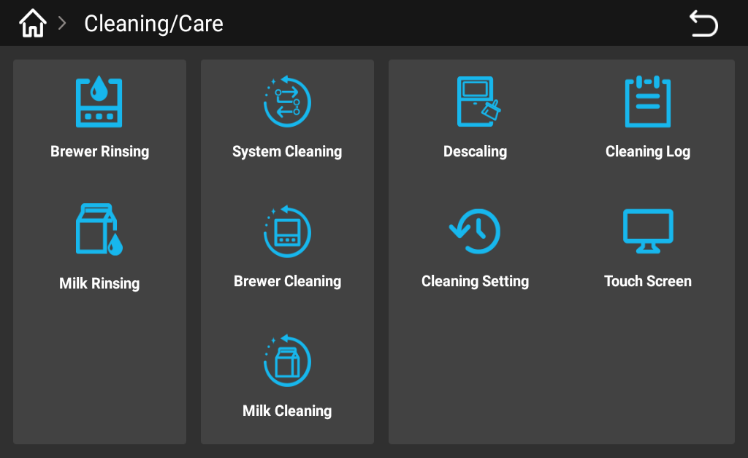 Cleaning/Care
Brewer Rinsing
System Cleaning
Descaling
Cleaning Log
Milk Rinsing
Brewer Cleaning
Cleaning Setting
Touch Screen
Milk Cleaning